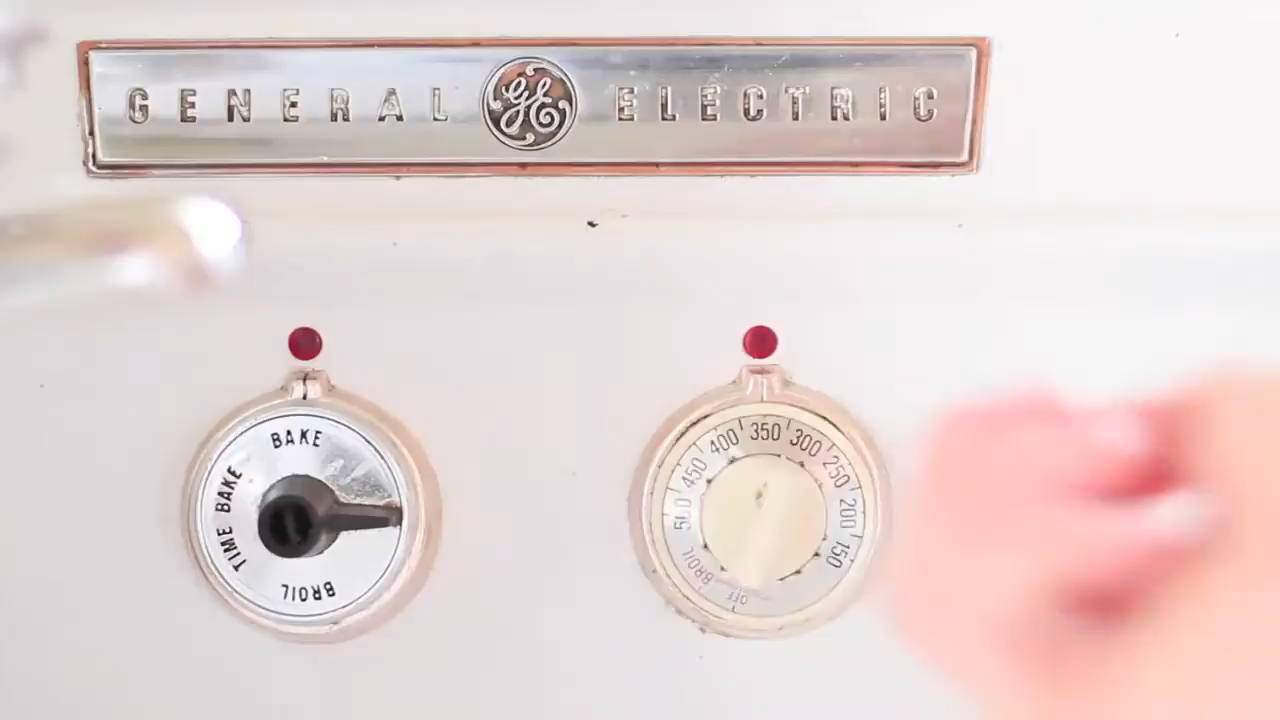 GENERAL GE ELECTRIC
BAKE
TIME BAKE
BROIL
500 450 400 350 300 250 200 150
BROIL
OFF